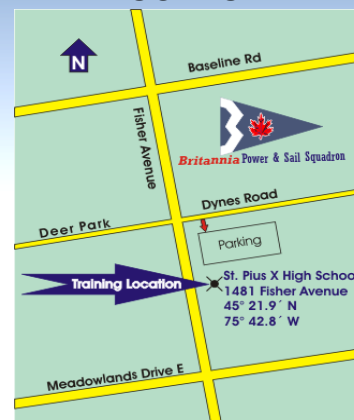 N
Baseline Rd
Fisher Avenue
Britannia Power & Sail Squadron
Dynes Road
Deer Park
Parking
Training Location
St. Pius X High Schoo
1481 Fisher Avenue
45° 21.9´ N
75° 42.8´ W
Meadowlands Drive E